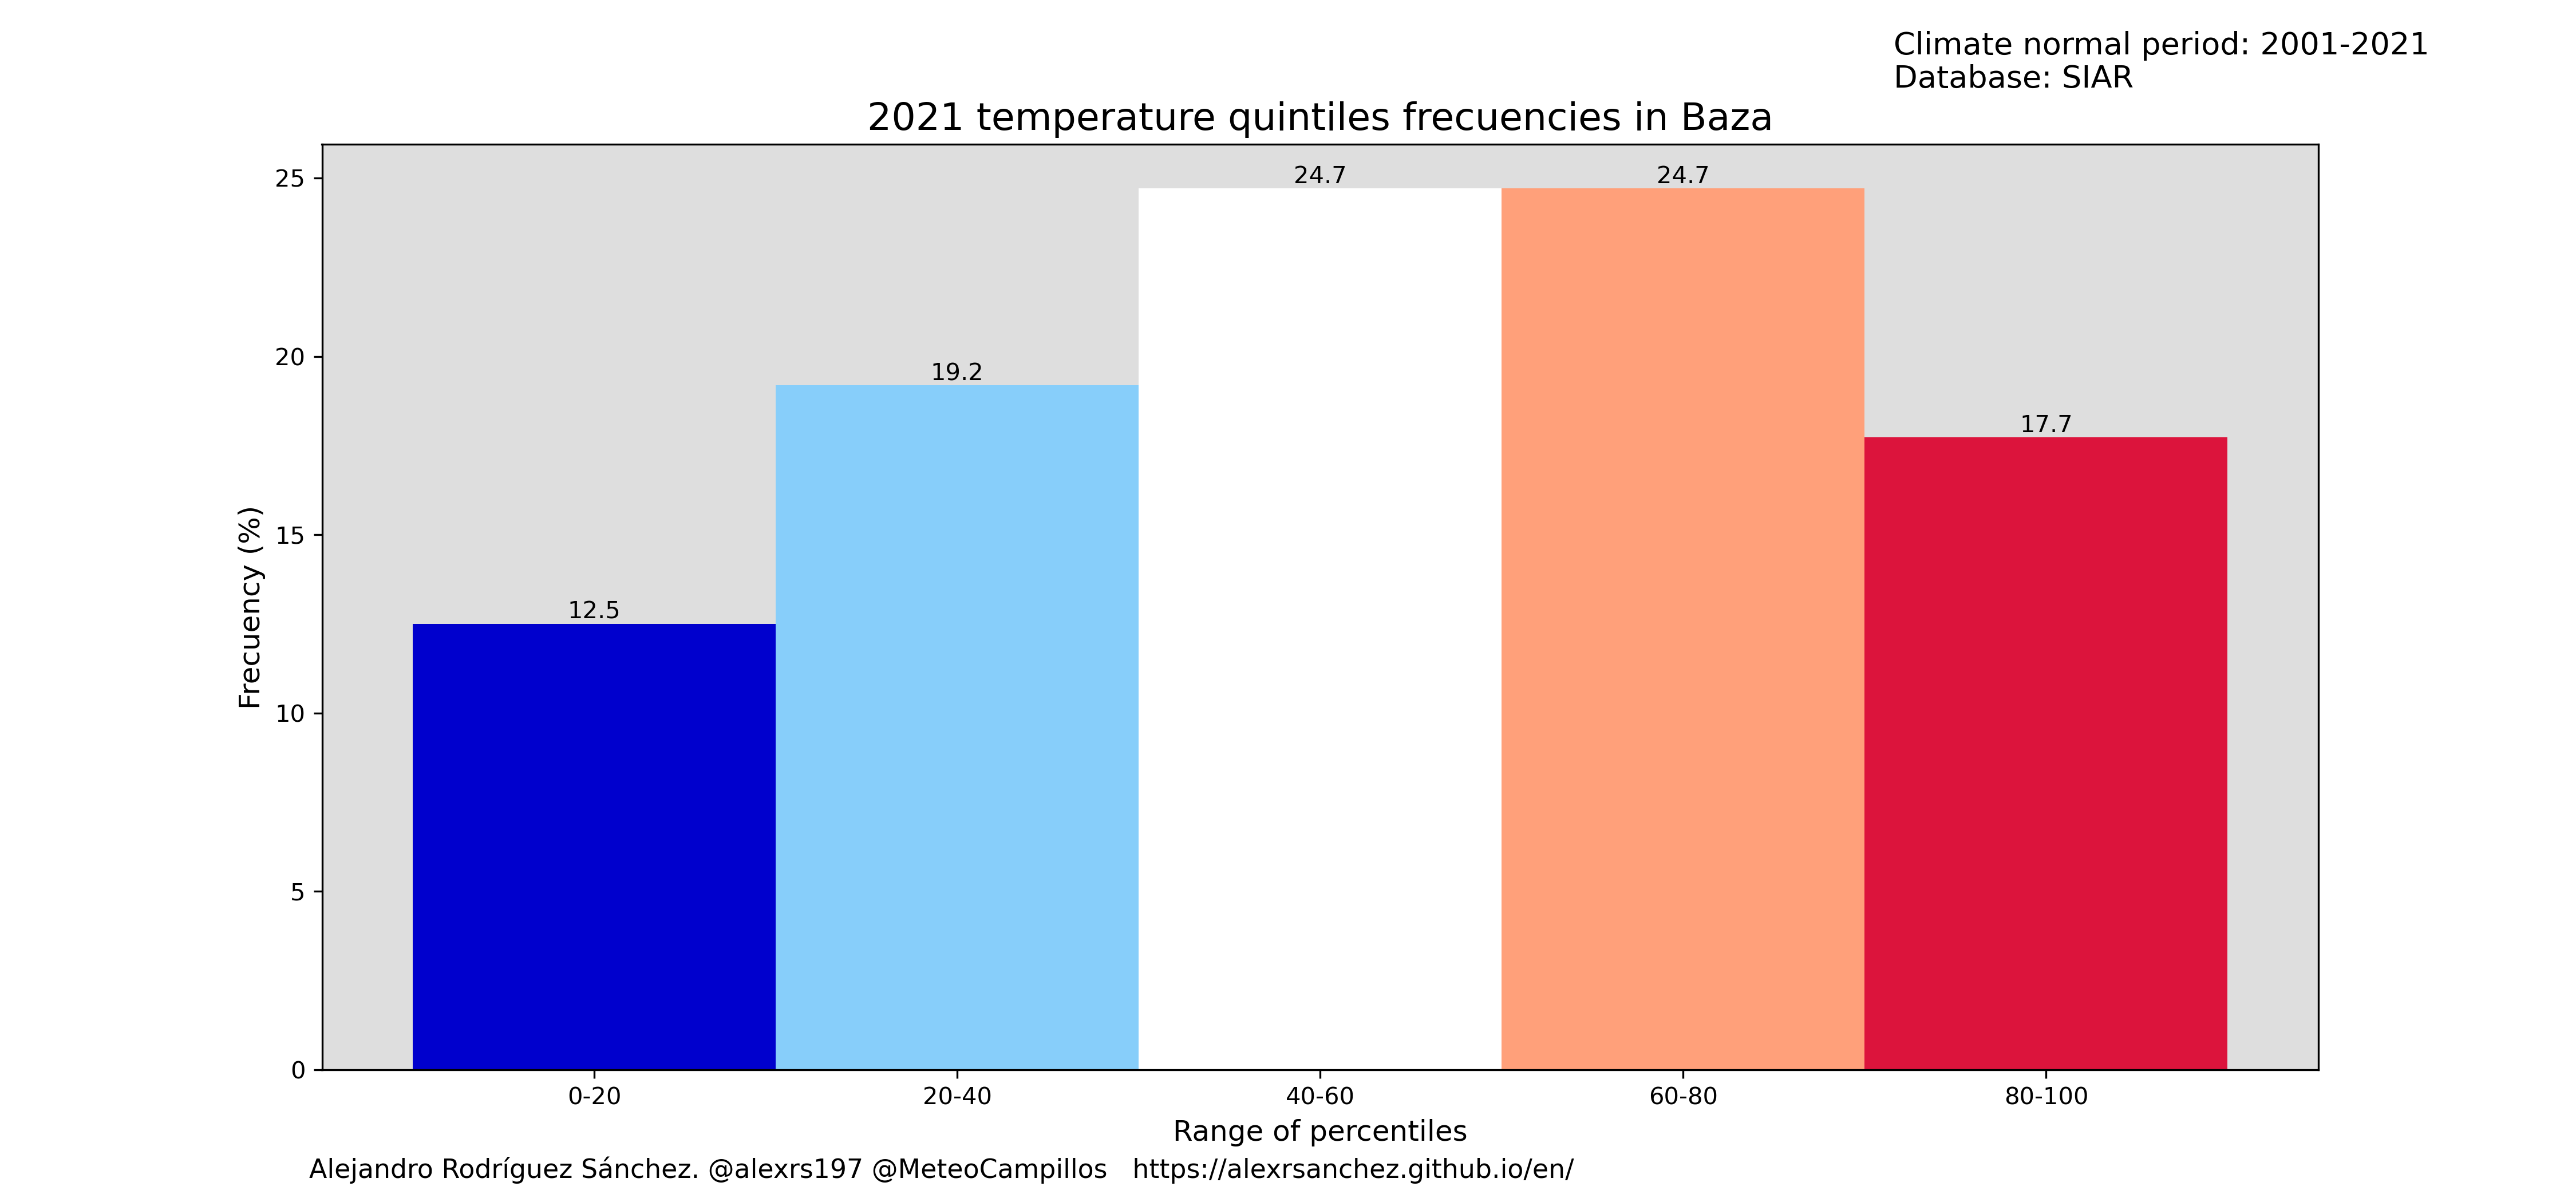 Climate normal period: 2001-2021
Database: SIAR
2021 temperature quintiles frecuencies in Baza
24.7
24.7
25
20
19.2
17.7
15
Frecuency (%)
12.5
10
5
0
0-20 20-40 40-60 60-80 80-100
Range of percentiles
Alejandro Rodríguez Sánchez. @alexrs197 @MeteoCampillos https://alexrsanchez.github.io/en/